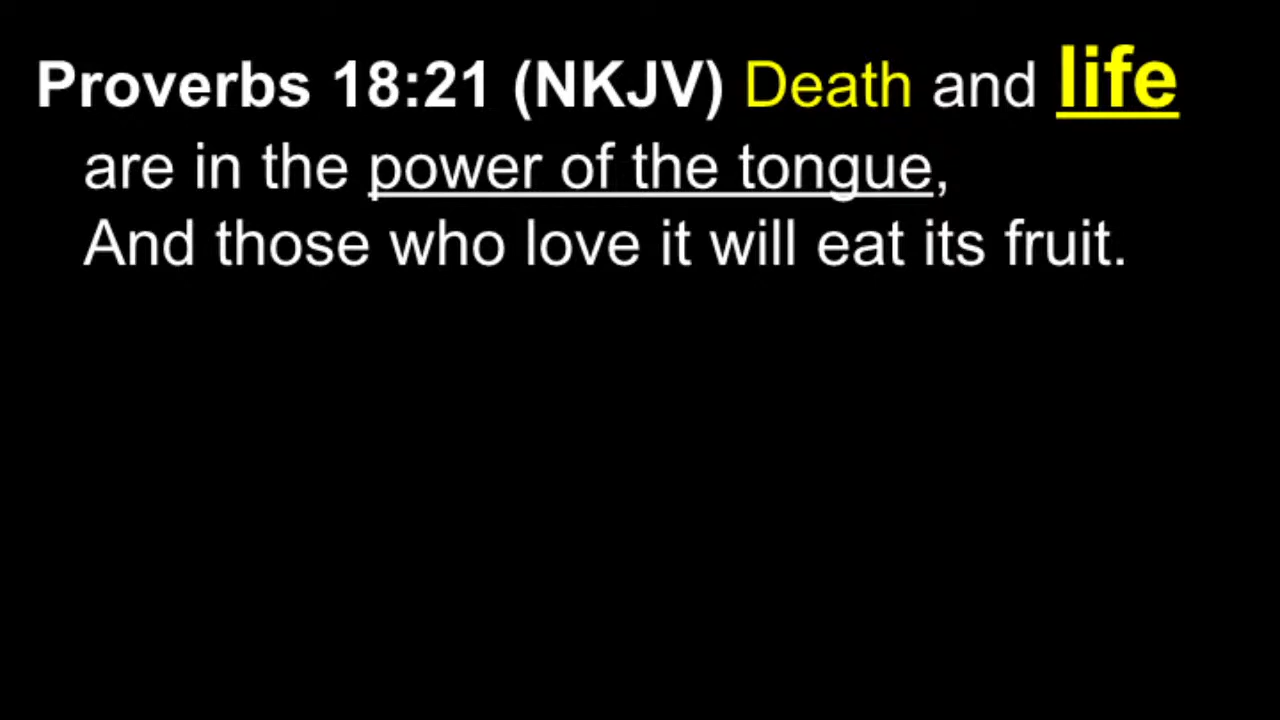 Proverbs 18:21 (NKJV) Death and life
are in the power of the tongue,
And those who love it will eat its fruit.